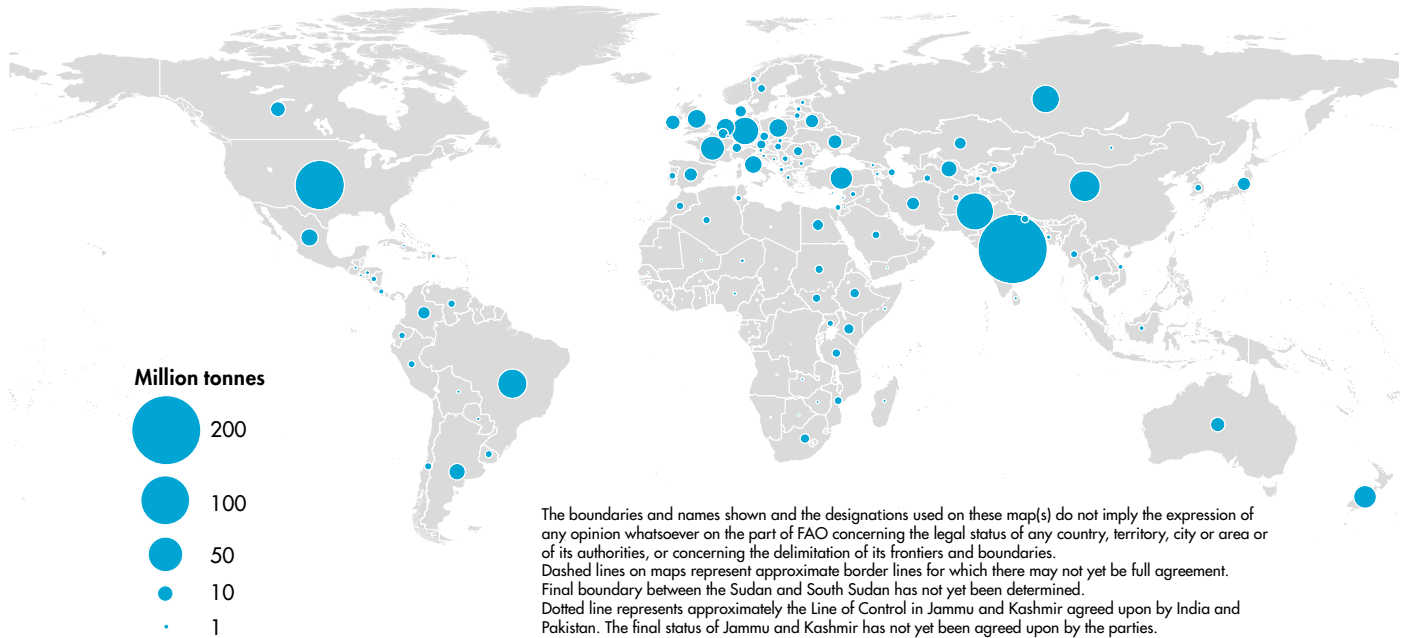 Million tonnes
200
100
50
10
1
The boundaries and names shown and the designations used on these map(s) do not imply the expression of
any opinion whatsoever on the part of FAO concerning the legal status of any country, territory, city or area or
of its authorities, or concerning the delimitation of its frontiers and boundaries.
Dashed lines on maps represent approximate border lines for which there may not yet be full agreement.
Final boundary between the Sudan and South Sudan has not yet been determined.
Dotted line represents approximately the Line of Control in Jammu and Kashmir agreed upon by India and
Pakistan. The final status of Jammu and Kashmir has not yet been agreed upon by the parties.